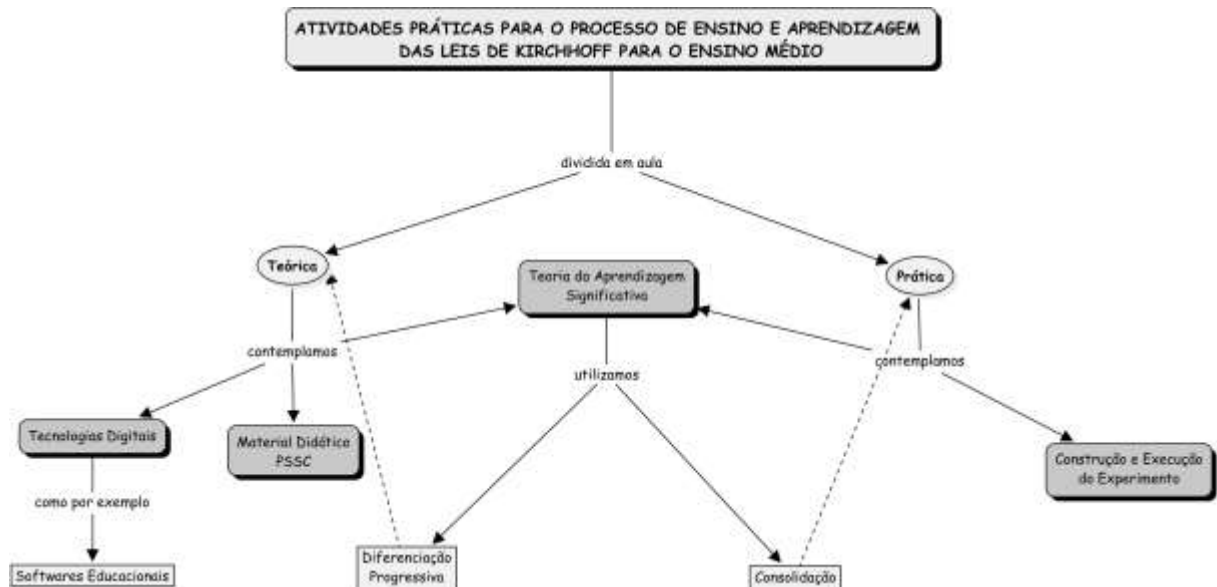 ATIVIDADES PRÁTICAS PARA O PROCESSO DE ENSINO E APRENDIZAGEM
DAS LEIS DE KIRCHHOFF PARA O ENSINO MÉDIO
dividida em aula
Teórica
Teoria da Aprendizagem
Significativa
Prática
contemplamos
utilizamos
contemplamos
Tecnologias Digitais
Material Didático
PSSC
Construção e Execução
do Experimento
como por exemplo
Softwares Educacionais
Diferenciação
Progressiva
Consolidação